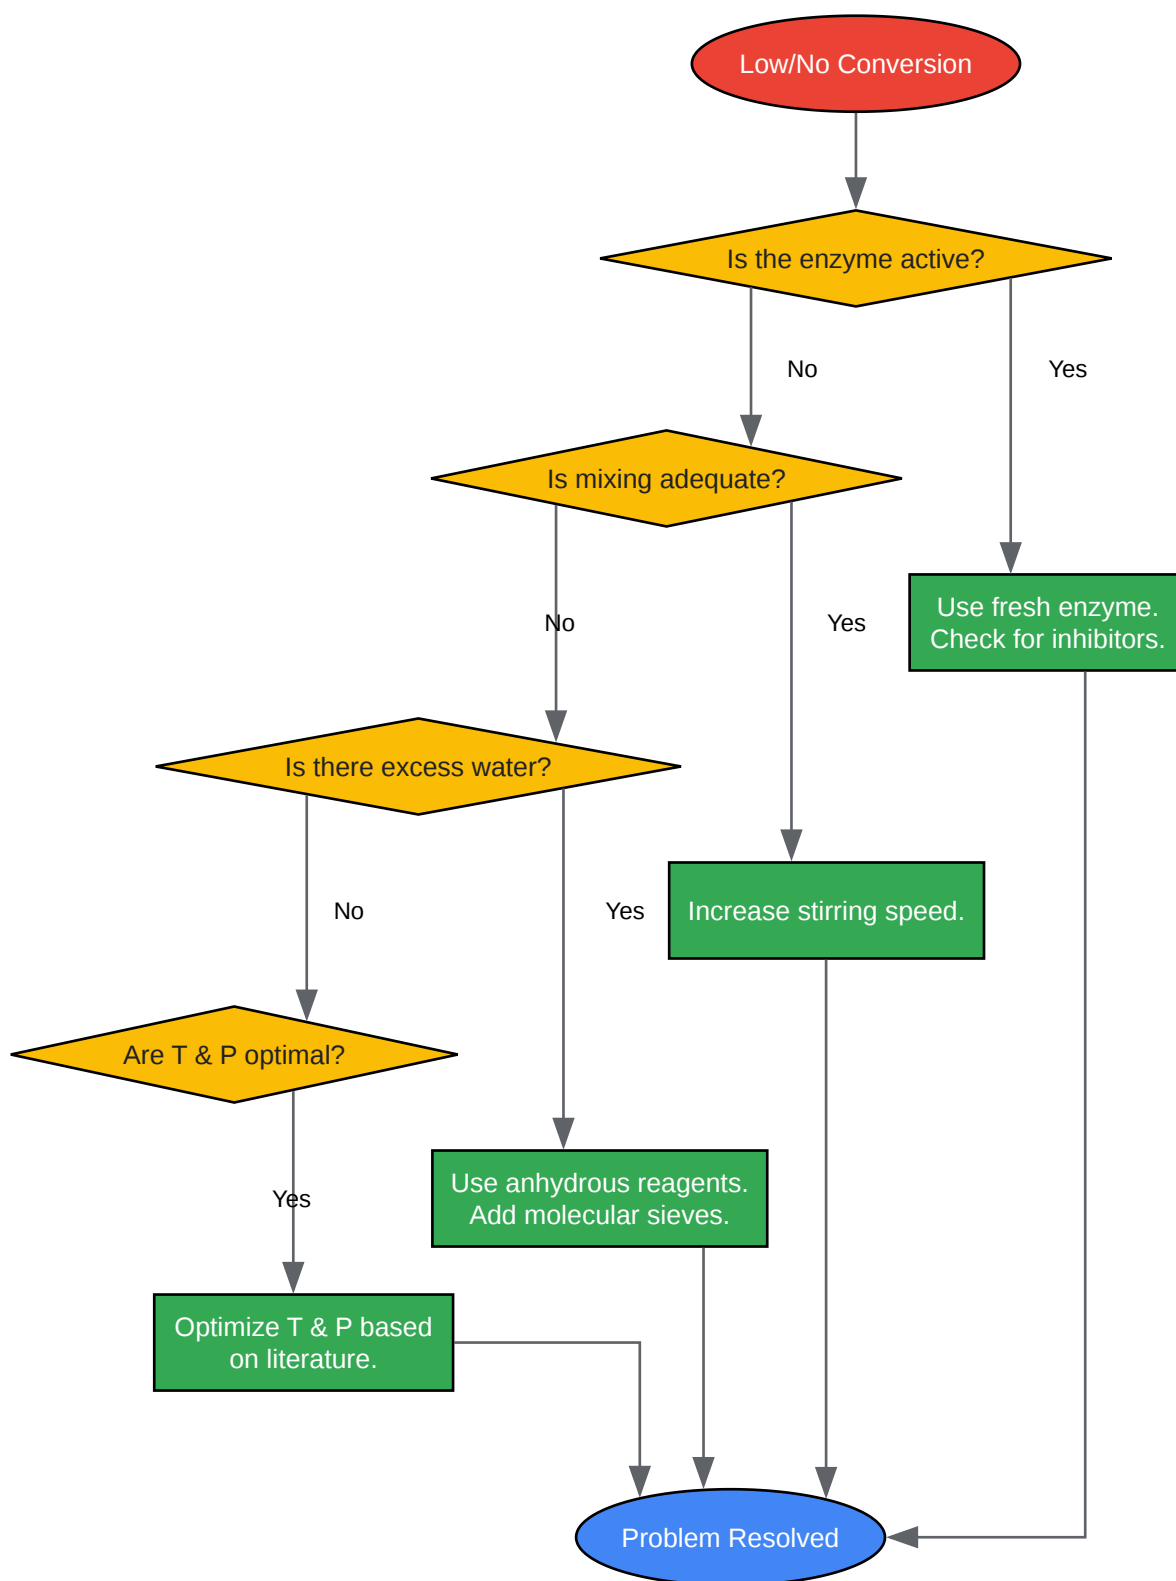 Low/No Conversion
Is the enzyme active?
No
Yes
Is mixing adequate?
Use fresh enzyme.
Check for inhibitors.
No
Yes
Is there excess water?
Increase stirring speed.
No
Yes
Are T & P optimal?
Use anhydrous reagents.
Add molecular sieves.
Yes
Optimize T & P based
on literature.
Problem Resolved